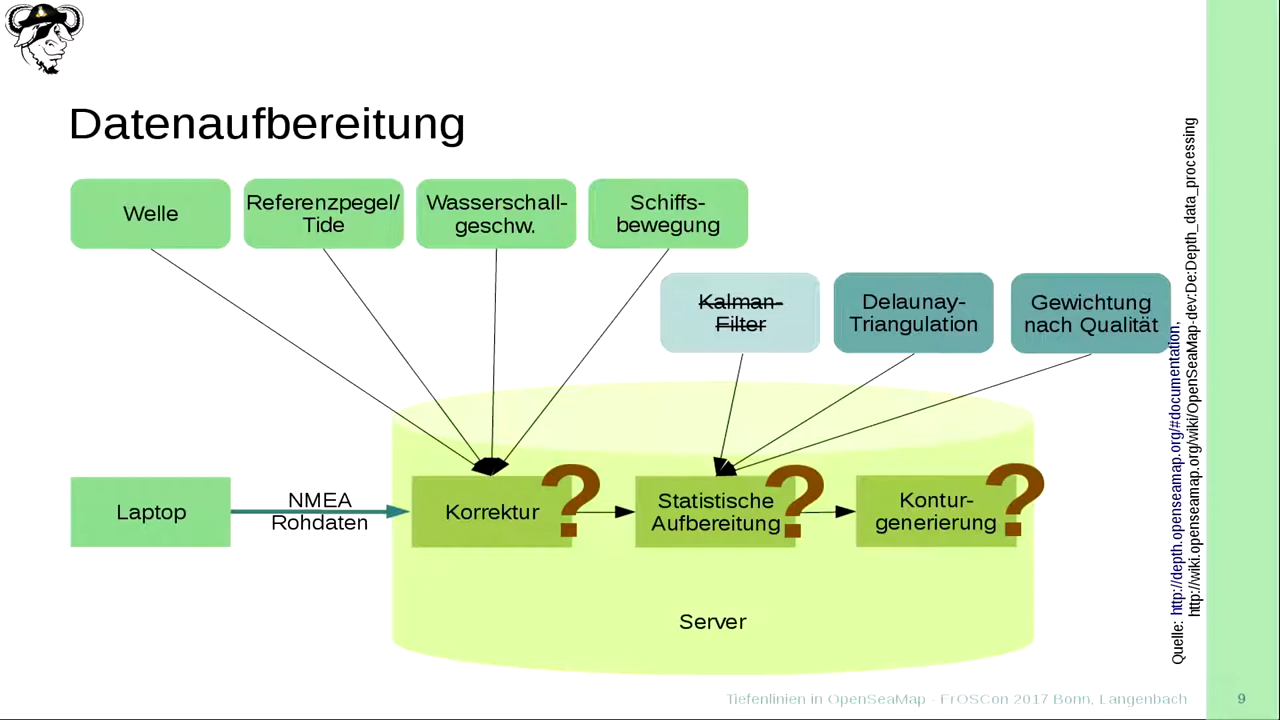 Datenaufbereitung
Welle
Referenzpegel/
Tide
Wasserschall-
geschw.
Schiffs-
bewegung
Kalman-
Filter
Delaunay-
Triangulation
Gewichtung
nach Qualität
Laptop
NMEA
Rohdaten
Korrektur
?
Statistische
Aufbereitung
?
Kontur-
generierung
?
Server
Quelle: http://depth.openseamap.org/#documentation,
http://wiki.openseamap.org/wiki/OpenSeaMap-dev:De:Depth_data_processing
Tiefenlinien in OpenSeaMap - FrOSCon 2017 Bonn, Langenbach
9